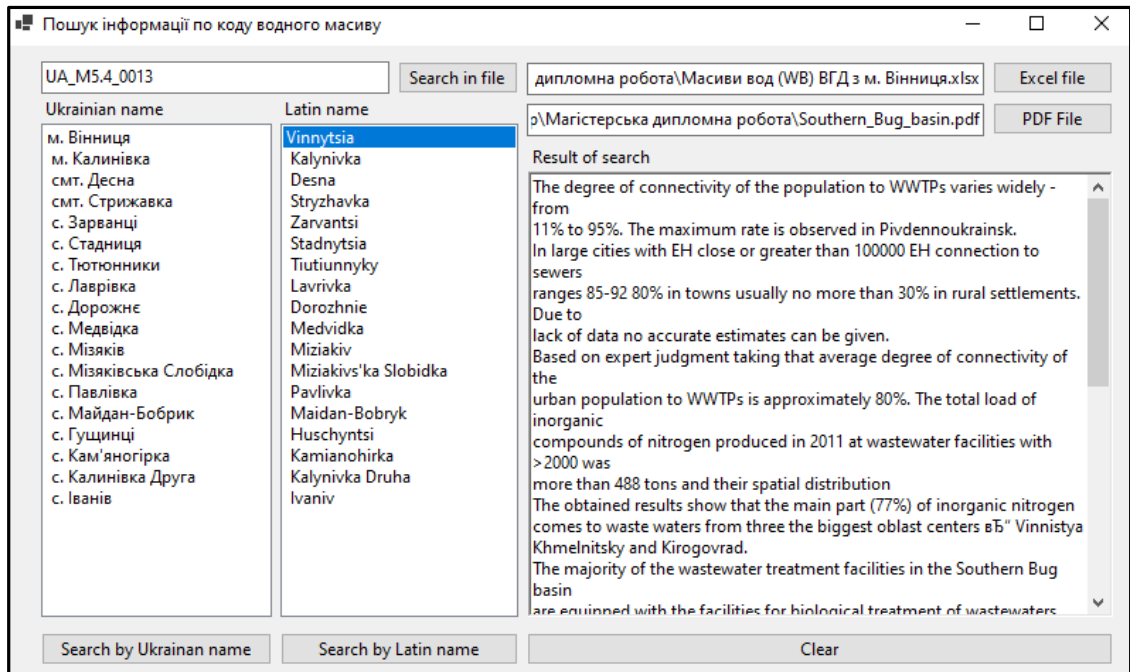 Пошук інформації по коду водного масиву
UA_M5.4_0013
Search in file
дипломна робота\Масиви вод (WB) ВГД з м. Вінниця.xlsx
Excel file
р\Магістерська дипломна робота\Southern_Bug_basin.pdf
PDF File
Ukrainian name
м. Вінниця
м. Калинівка
смт. Десна
смт. Стрижавка
с. Зарванці
с. Стадниця
с. Тютюнники
с. Лаврівка
с. Дорожнє
с. Медвідка
с. Мізяків
с. Мізяківська Слобідка
с. Павлівка
с. Майдан-Бобрик
с. Гущинці
с. Кам'яногірка
с. Калинівка Друга
с. Іванів
Latin name
Vinnytsia
Kalynivka
Desna
Stryzhavka
Zarvantsi
Stadnytsia
Tiutiunnyky
Lavrivka
Dorozhnie
Medvidka
Miziakiv
Miziakivs'ka Slobidka
Pavlivka
Maidan-Bobryk
Huschyntsi
Kamianohirka
Kalynivka Druha
Ivaniv
Result of search
The degree of connectivity of the population to WWTPs varies widely -
from
11% to 95%. The maximum rate is observed in Pivdennoukrainsk.
In large cities with EH close or greater than 100000 EH connection to
sewers
ranges 85-92 80% in towns usually no more than 30% in rural settlements.
Due to
lack of data no accurate estimates can be given.
Based on expert judgment taking that average degree of connectivity of
the
urban population to WWTPs is approximately 80%. The total load of
inorganic
compounds of nitrogen produced in 2011 at wastewater facilities with
>2000 was
more than 488 tons and their spatial distribution
The obtained results show that the main part (77%) of inorganic nitrogen
comes to waste waters from three the biggest oblast centers вЂ“ Vinnistya
Khmelnitsky and Kirogovrad.
The majority of the wastewater treatment facilities in the Southern Bug
basin
are equipped with the facilities for biological treatment of wastewaters
Search by Ukrainan name
Search by Latin name
Clear